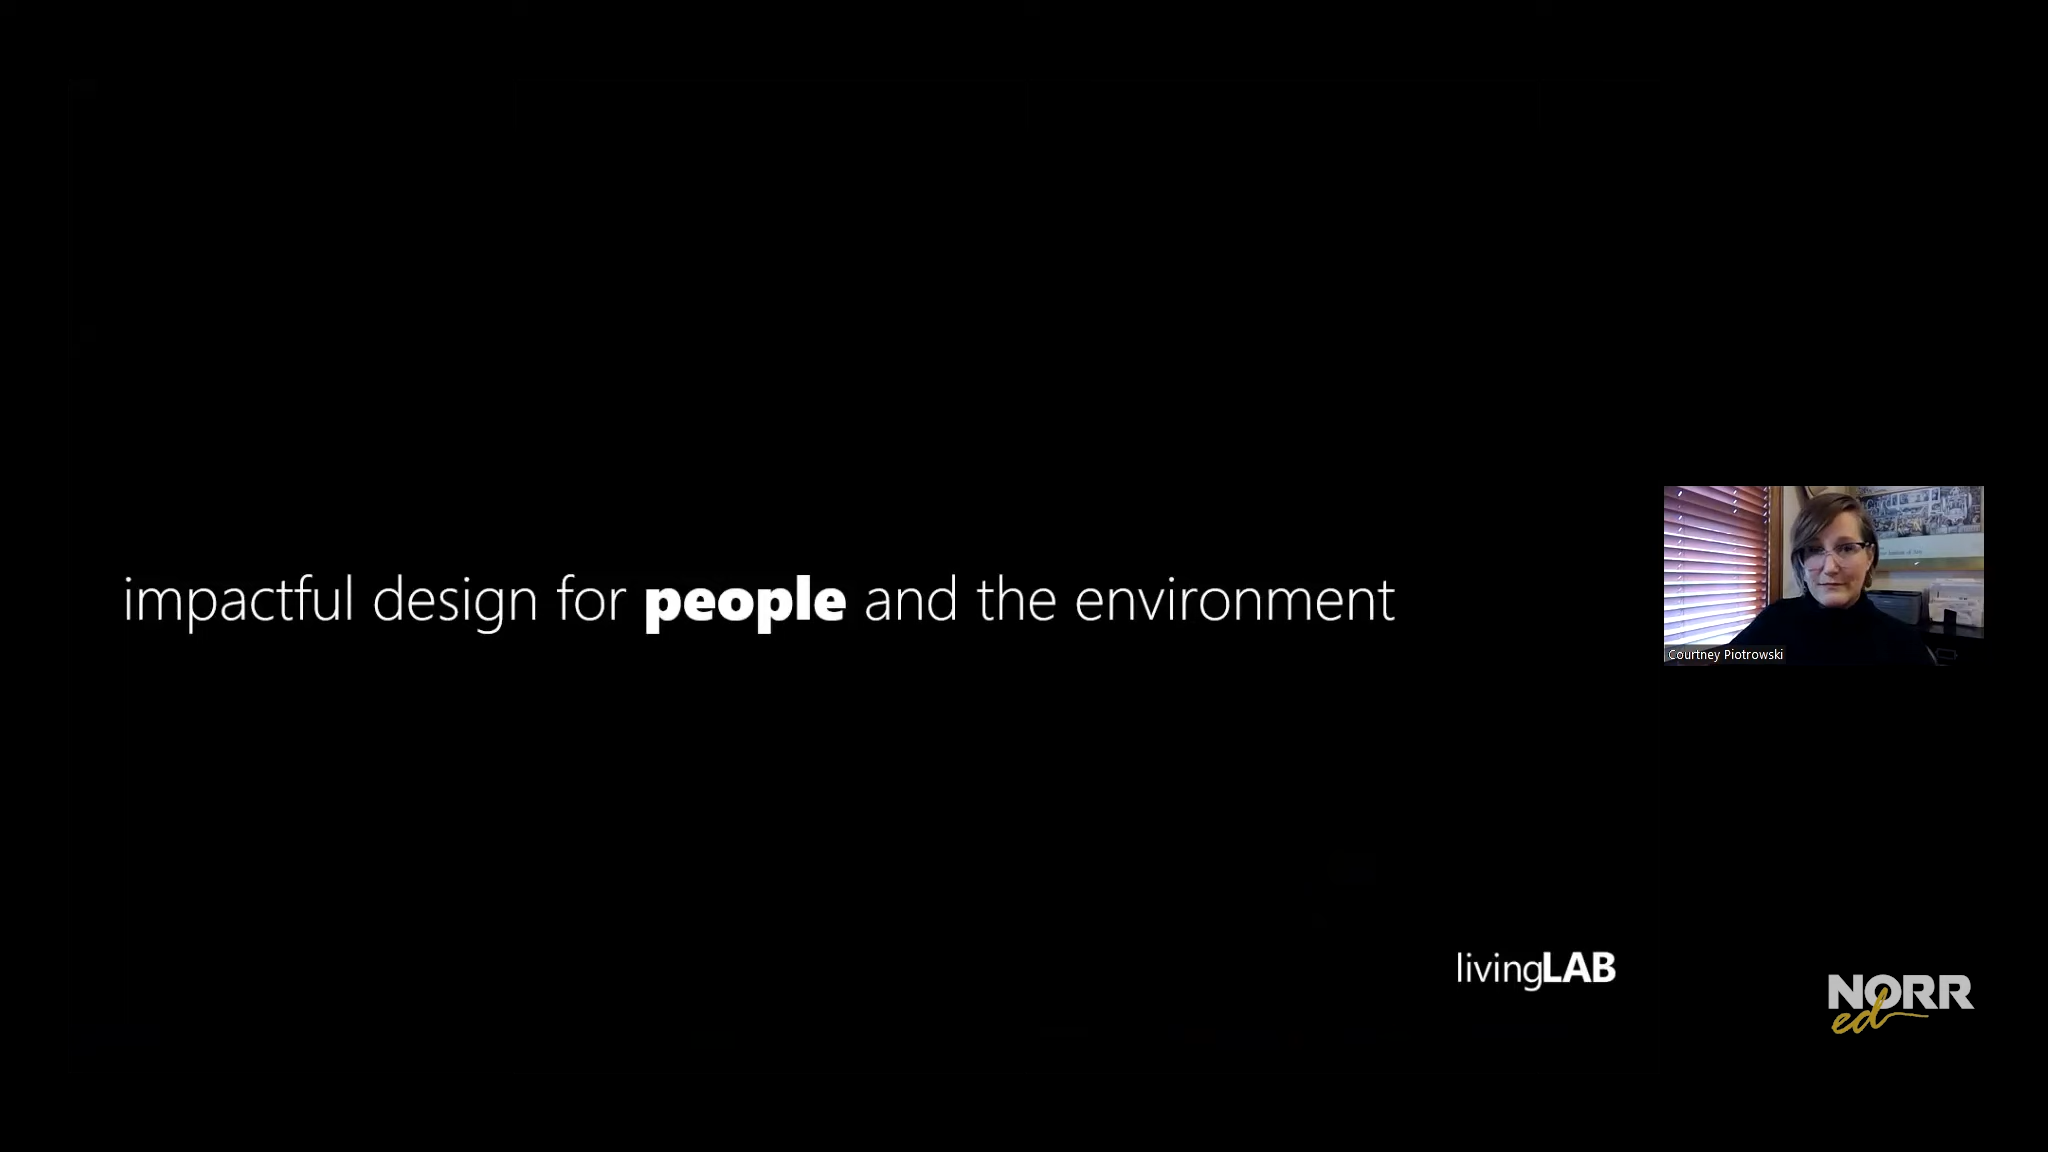 impactful design for people and the environment
Courtney Piotrowski
livingLAB
NORR
ed